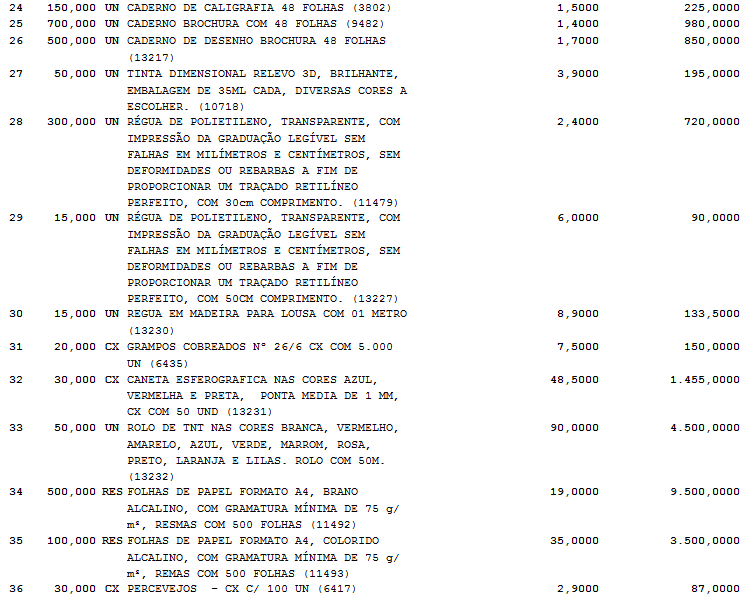 24 150,000 UN CADERNO DE CALIGRAFIA 48 FOLHAS (3802) 1,5000 225,0000
25 700,000 UN CADERNO BROCHURA COM 48 FOLHAS (9482) 1,4000 980,0000
26 500,000 UN CADERNO DE DESENHO BROCHURA 48 FOLHAS 1,7000 850,0000
(13217)
27 50,000 UN TINTA DIMENSIONAL RELEVO 3D, BRILHANTE, 3,9000 195,0000
EMBALAGEM DE 35ML CADA, DIVERSAS CORES A
ESCOLHER. (10718)
28 300,000 UN RÉGUA DE POLIETILENO, TRANSPARENTE, COM 2,4000 720,0000
IMPRESSÃO DA GRADUAÇÃO LEGÍVEL SEM
FALHAS EM MILÍMETROS E CENTÍMETROS, SEM
DEFORMIDADES OU REBARBAS A FIM DE
PROPORCIONAR UM TRAÇADO RETILÍNEO
PERFEITO, COM 30cm COMPRIMENTO. (11479)
29 15,000 UN RÉGUA DE POLIETILENO, TRANSPARENTE, COM 6,0000 90,0000
IMPRESSÃO DA GRADUAÇÃO LEGÍVEL SEM
FALHAS EM MILÍMETROS E CENTÍMETROS, SEM
DEFORMIDADES OU REBARBAS A FIM DE
PROPORCIONAR UM TRAÇADO RETILÍNEO
PERFEITO, COM 50CM COMPRIMENTO. (13227)
30 15,000 UN REGUA EM MADEIRA PARA LOUSA COM 01 METRO 8,9000 133,5000
(13230)
31 20,000 CX GRAMPOS COBREADOS N° 26/6 CX COM 5.000 7,5000 150,0000
UN (6435)
32 30,000 CX CANETA ESFEROGRAFICA NAS CORES AZUL, 48,5000 1.455,0000
VERMELHA E PRETA,  PONTA MEDIA DE 1 MM,
CX COM 50 UND (13231)
33 50,000 UN ROLO DE TNT NAS CORES BRANCA, VERMELHO, 90,0000 4.500,0000
AMARELO, AZUL, VERDE, MARROM, ROSA,
PRETO, LARANJA E LILAS. ROLO COM 50M.
(13232)
34 500,000 RES FOLHAS DE PAPEL FORMATO A4, BRANO 19,0000 9.500,0000
ALCALINO, COM GRAMATURA MÍNIMA DE 75 g/
m², RESMAS COM 500 FOLHAS (11492)
35 100,000 RES FOLHAS DE PAPEL FORMATO A4, COLORIDO 35,0000 3.500,0000
ALCALINO, COM GRAMATURA MÍNIMA DE 75 g/
m², REMAS COM 500 FOLHAS (11493)
36 30,000 CX PERCEVEJOS  - CX C/ 100 UN (6417) 2,9000 87,0000